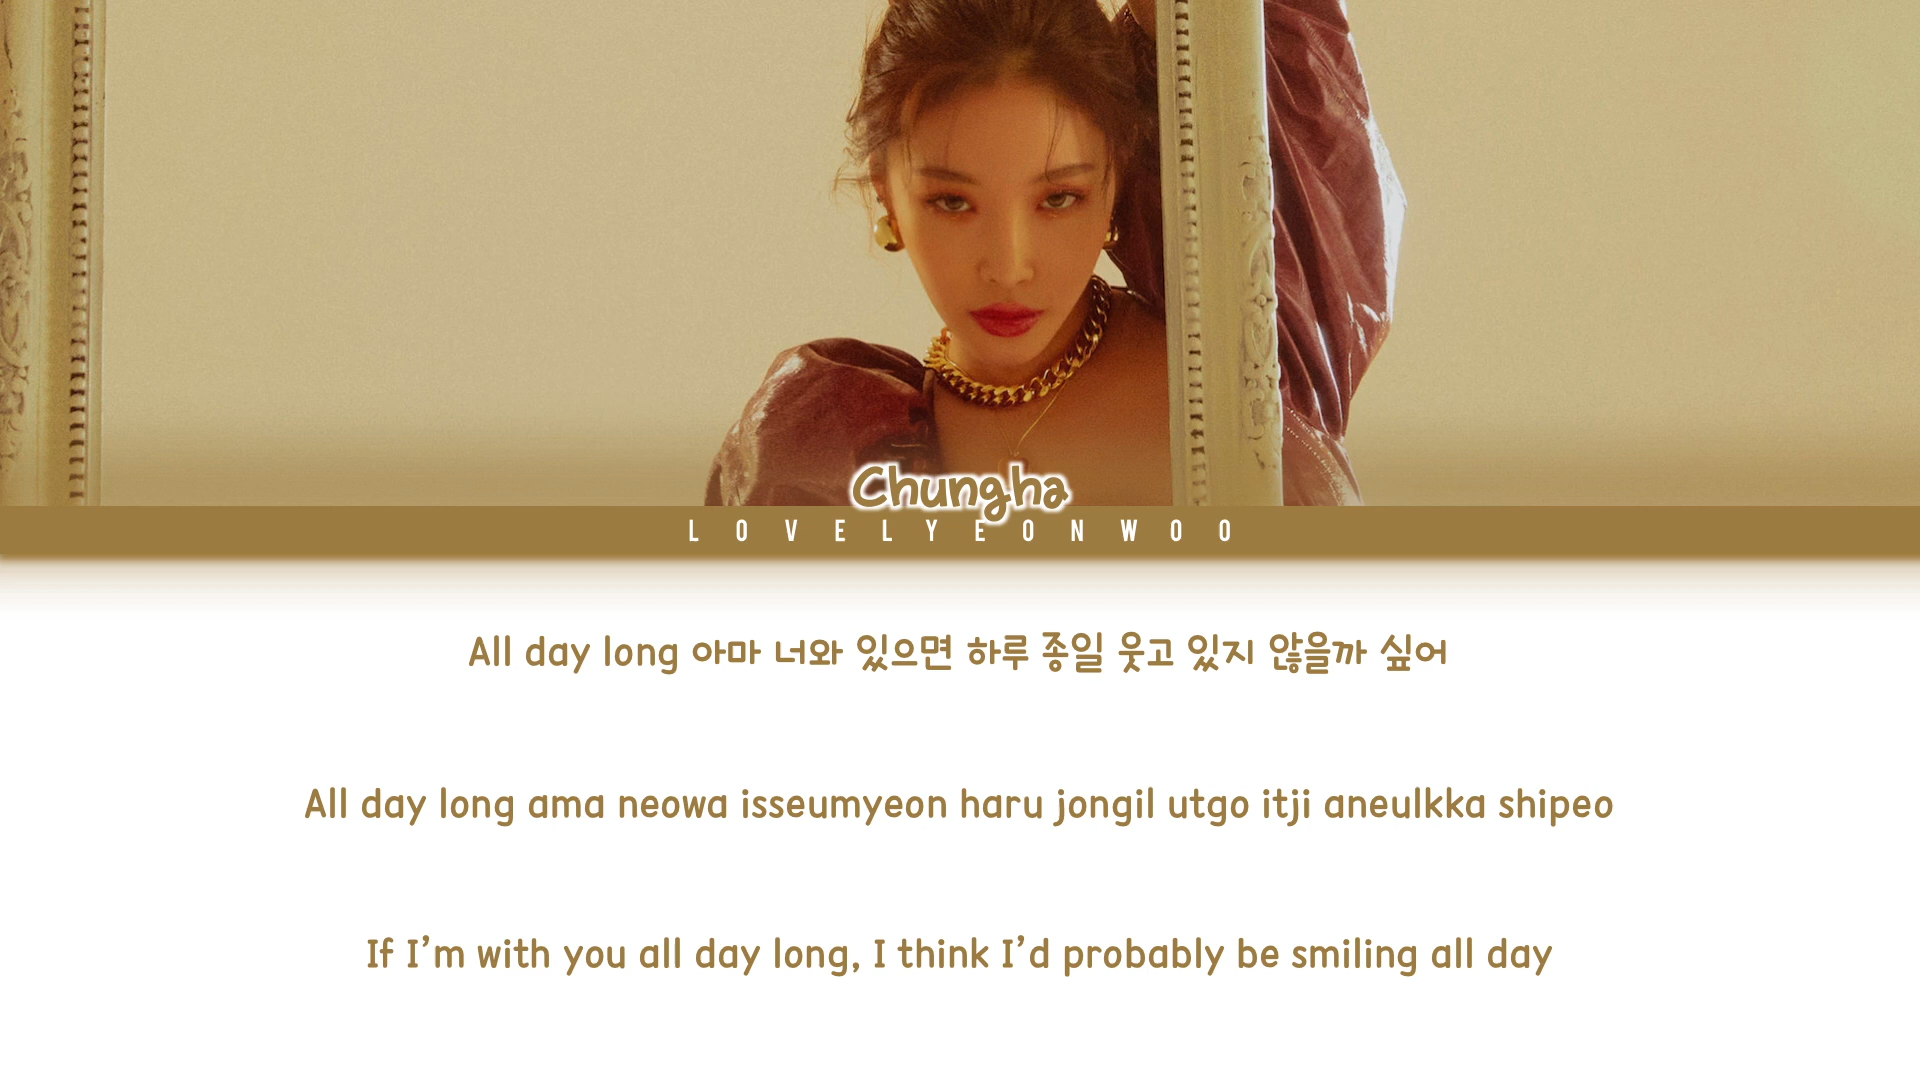 Chungha
LOVELYEONWOO
All day long 아마 너와 있으면 하루 종일 웃고 있지 않을까 싶어
All day long ama neowa isseumyeon haru jongil utgo itji aneulkka shipeo
If I’m with you all day long, I think I’d probably be smiling all day